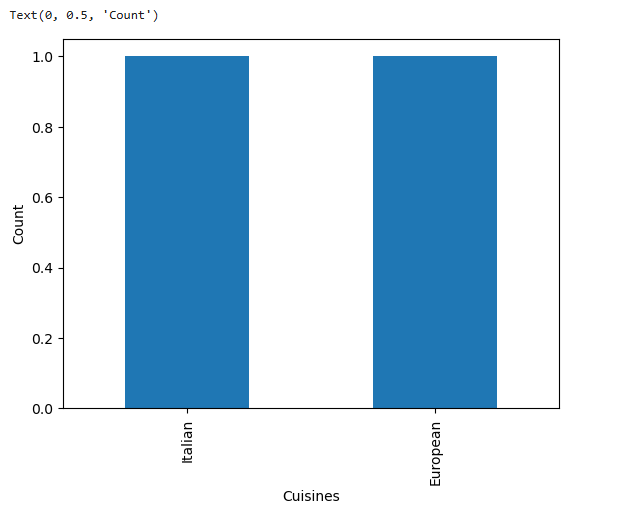 Text(0, 0.5, 'Count')
1.0
0.8
0.6
0.4
0.2
0.0
Count
Italian
European
Cuisines